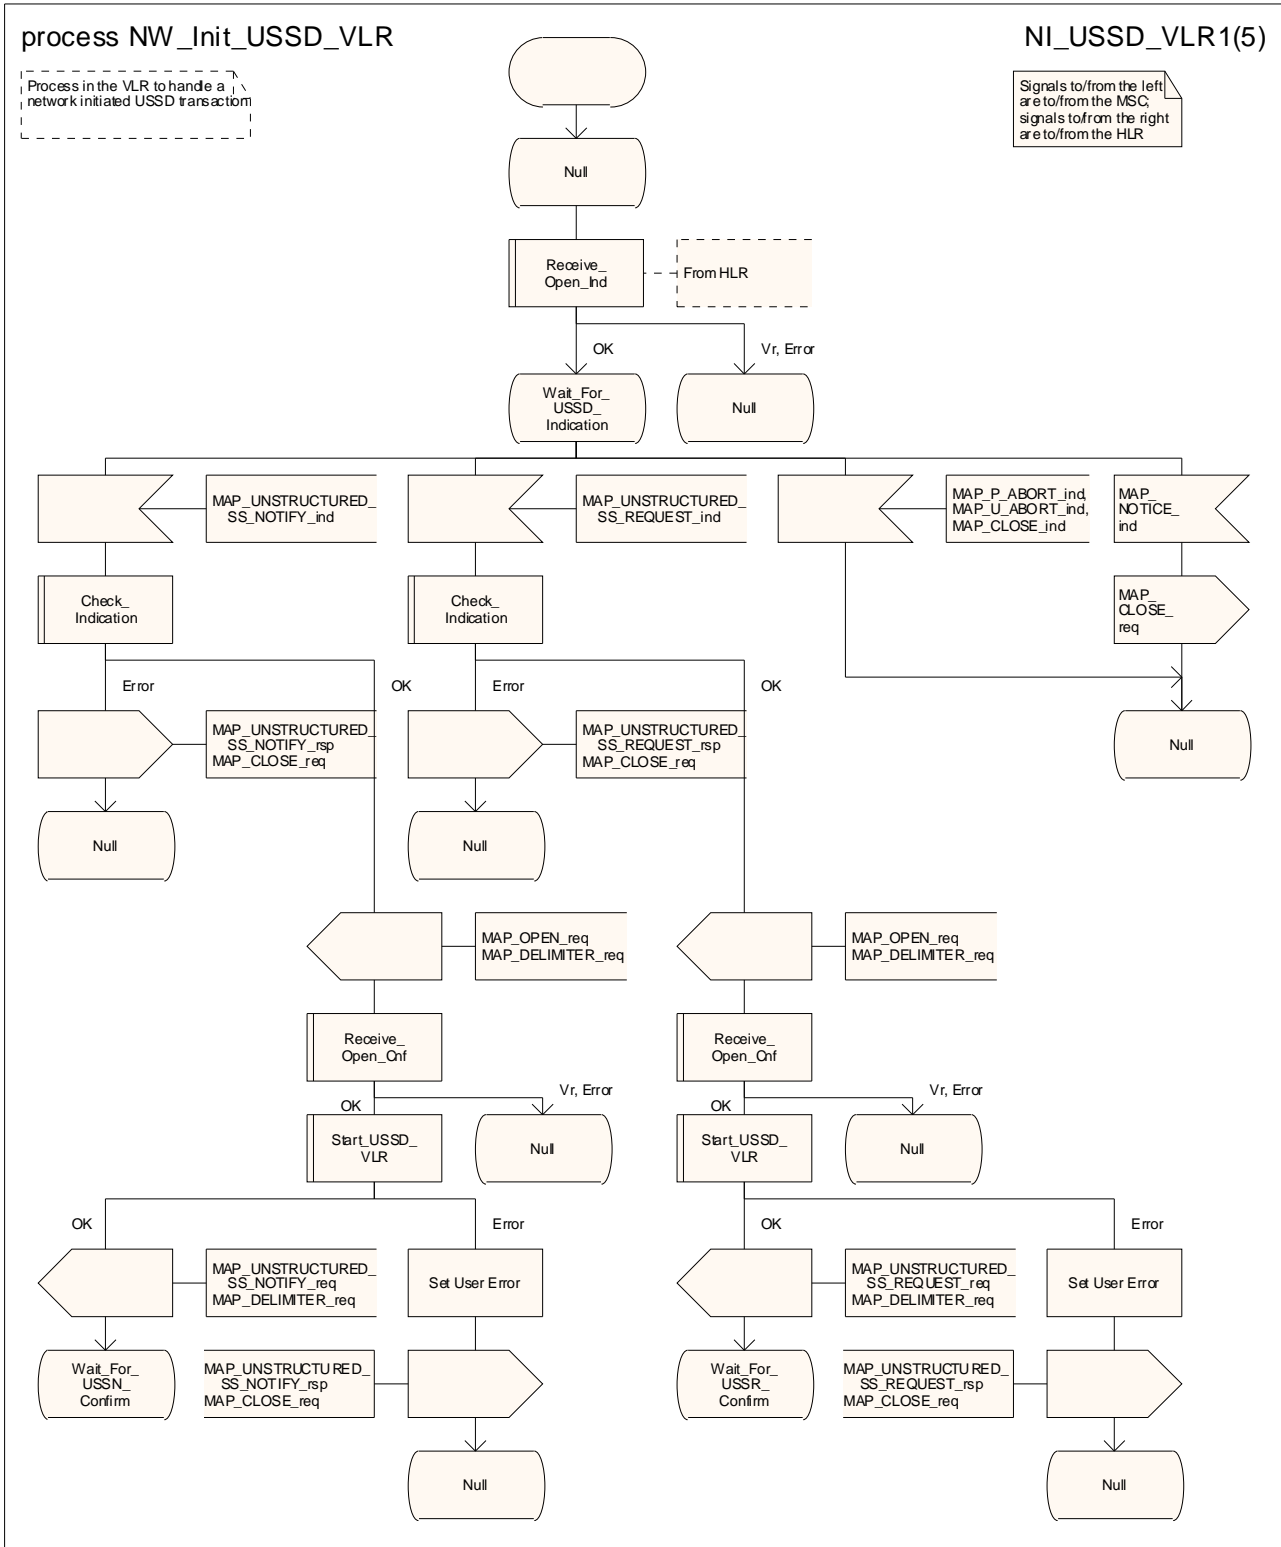 process NW_Init_USSD_VLR
NI_USSD_VLR1(5)
Process in the VLR to handle a
network initiated USSD transaction
Signals to/from the left
are to/from the MSC;
signals to/from the right
are to/from the HLR
Null
Receive_
Open_Ind
From HLR
OK
Vr, Error
Wait_For_
USSD_
Indication
Null
MAP_UNSTRUCTURED_
SS_NOTIFY_ind
MAP_UNSTRUCTURED_
SS_REQUEST_ind
MAP_P_ABORT_ind,
MAP_U_ABORT_ind,
MAP_CLOSE_ind
MAP_
NOTICE_
ind
Check_
Indication
Check_
Indication
MAP_
CLOSE_
req
Error
OK
Error
OK
MAP_UNSTRUCTURED_
SS_NOTIFY_rsp
MAP_CLOSE_req
MAP_UNSTRUCTURED_
SS_REQUEST_rsp
MAP_CLOSE_req
Null
Null
Null
MAP_OPEN_req
MAP_DELIMITER_req
MAP_OPEN_req
MAP_DELIMITER_req
Receive_
Open_Cnf
Receive_
Open_Cnf
OK
Vr, Error
OK
Vr, Error
Start_USSD_
VLR
Null
Start_USSD_
VLR
Null
OK
Error
OK
Error
MAP_UNSTRUCTURED_
SS_NOTIFY_req
MAP_DELIMITER_req
Set User Error
MAP_UNSTRUCTURED_
SS_REQUEST_req
MAP_DELIMITER_req
Set User Error
Wait_For_
USSN_
Confirm
MAP_UNSTRUCTURED_
SS_NOTIFY_rsp
MAP_CLOSE_req
Wait_For_
USSR_
Confirm
MAP_UNSTRUCTURED_
SS_REQUEST_rsp
MAP_CLOSE_req
Null
Null